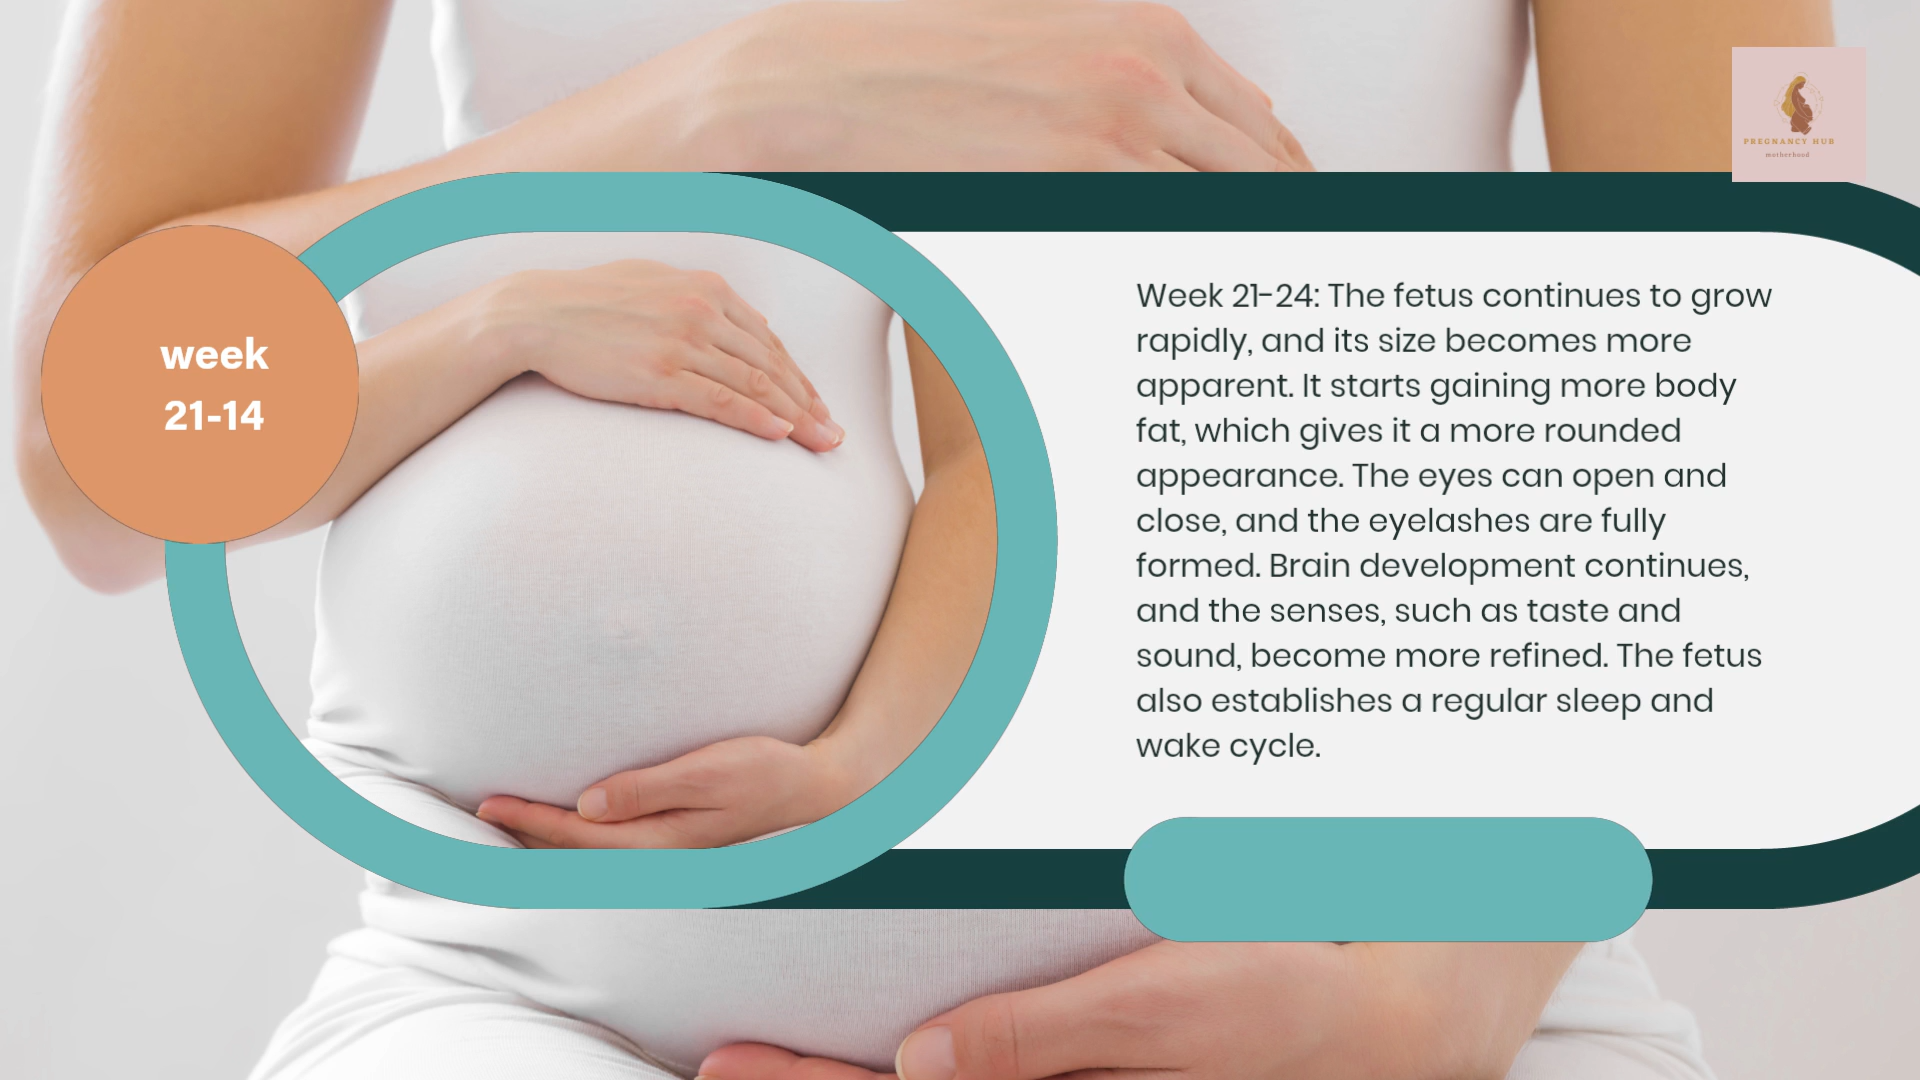 PREGNANCY HUB
motherhood
week
21-14
Week 21-24: The fetus continues to grow
rapidly, and its size becomes more
apparent. It starts gaining more body
fat, which gives it a more rounded
appearance. The eyes can open and
close, and the eyelashes are fully
formed. Brain development continues,
and the senses, such as taste and
sound, become more refined. The fetus
also establishes a regular sleep and
wake cycle.